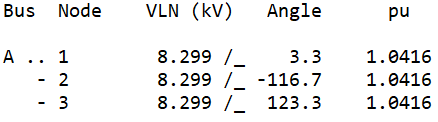 Bus  Node    VLN (kV)   Angle      pu
A .. 1       8.299 /_    3.3    1.0416
   - 2       8.299 /_ -116.7    1.0416
   - 3       8.299 /_  123.3    1.0416